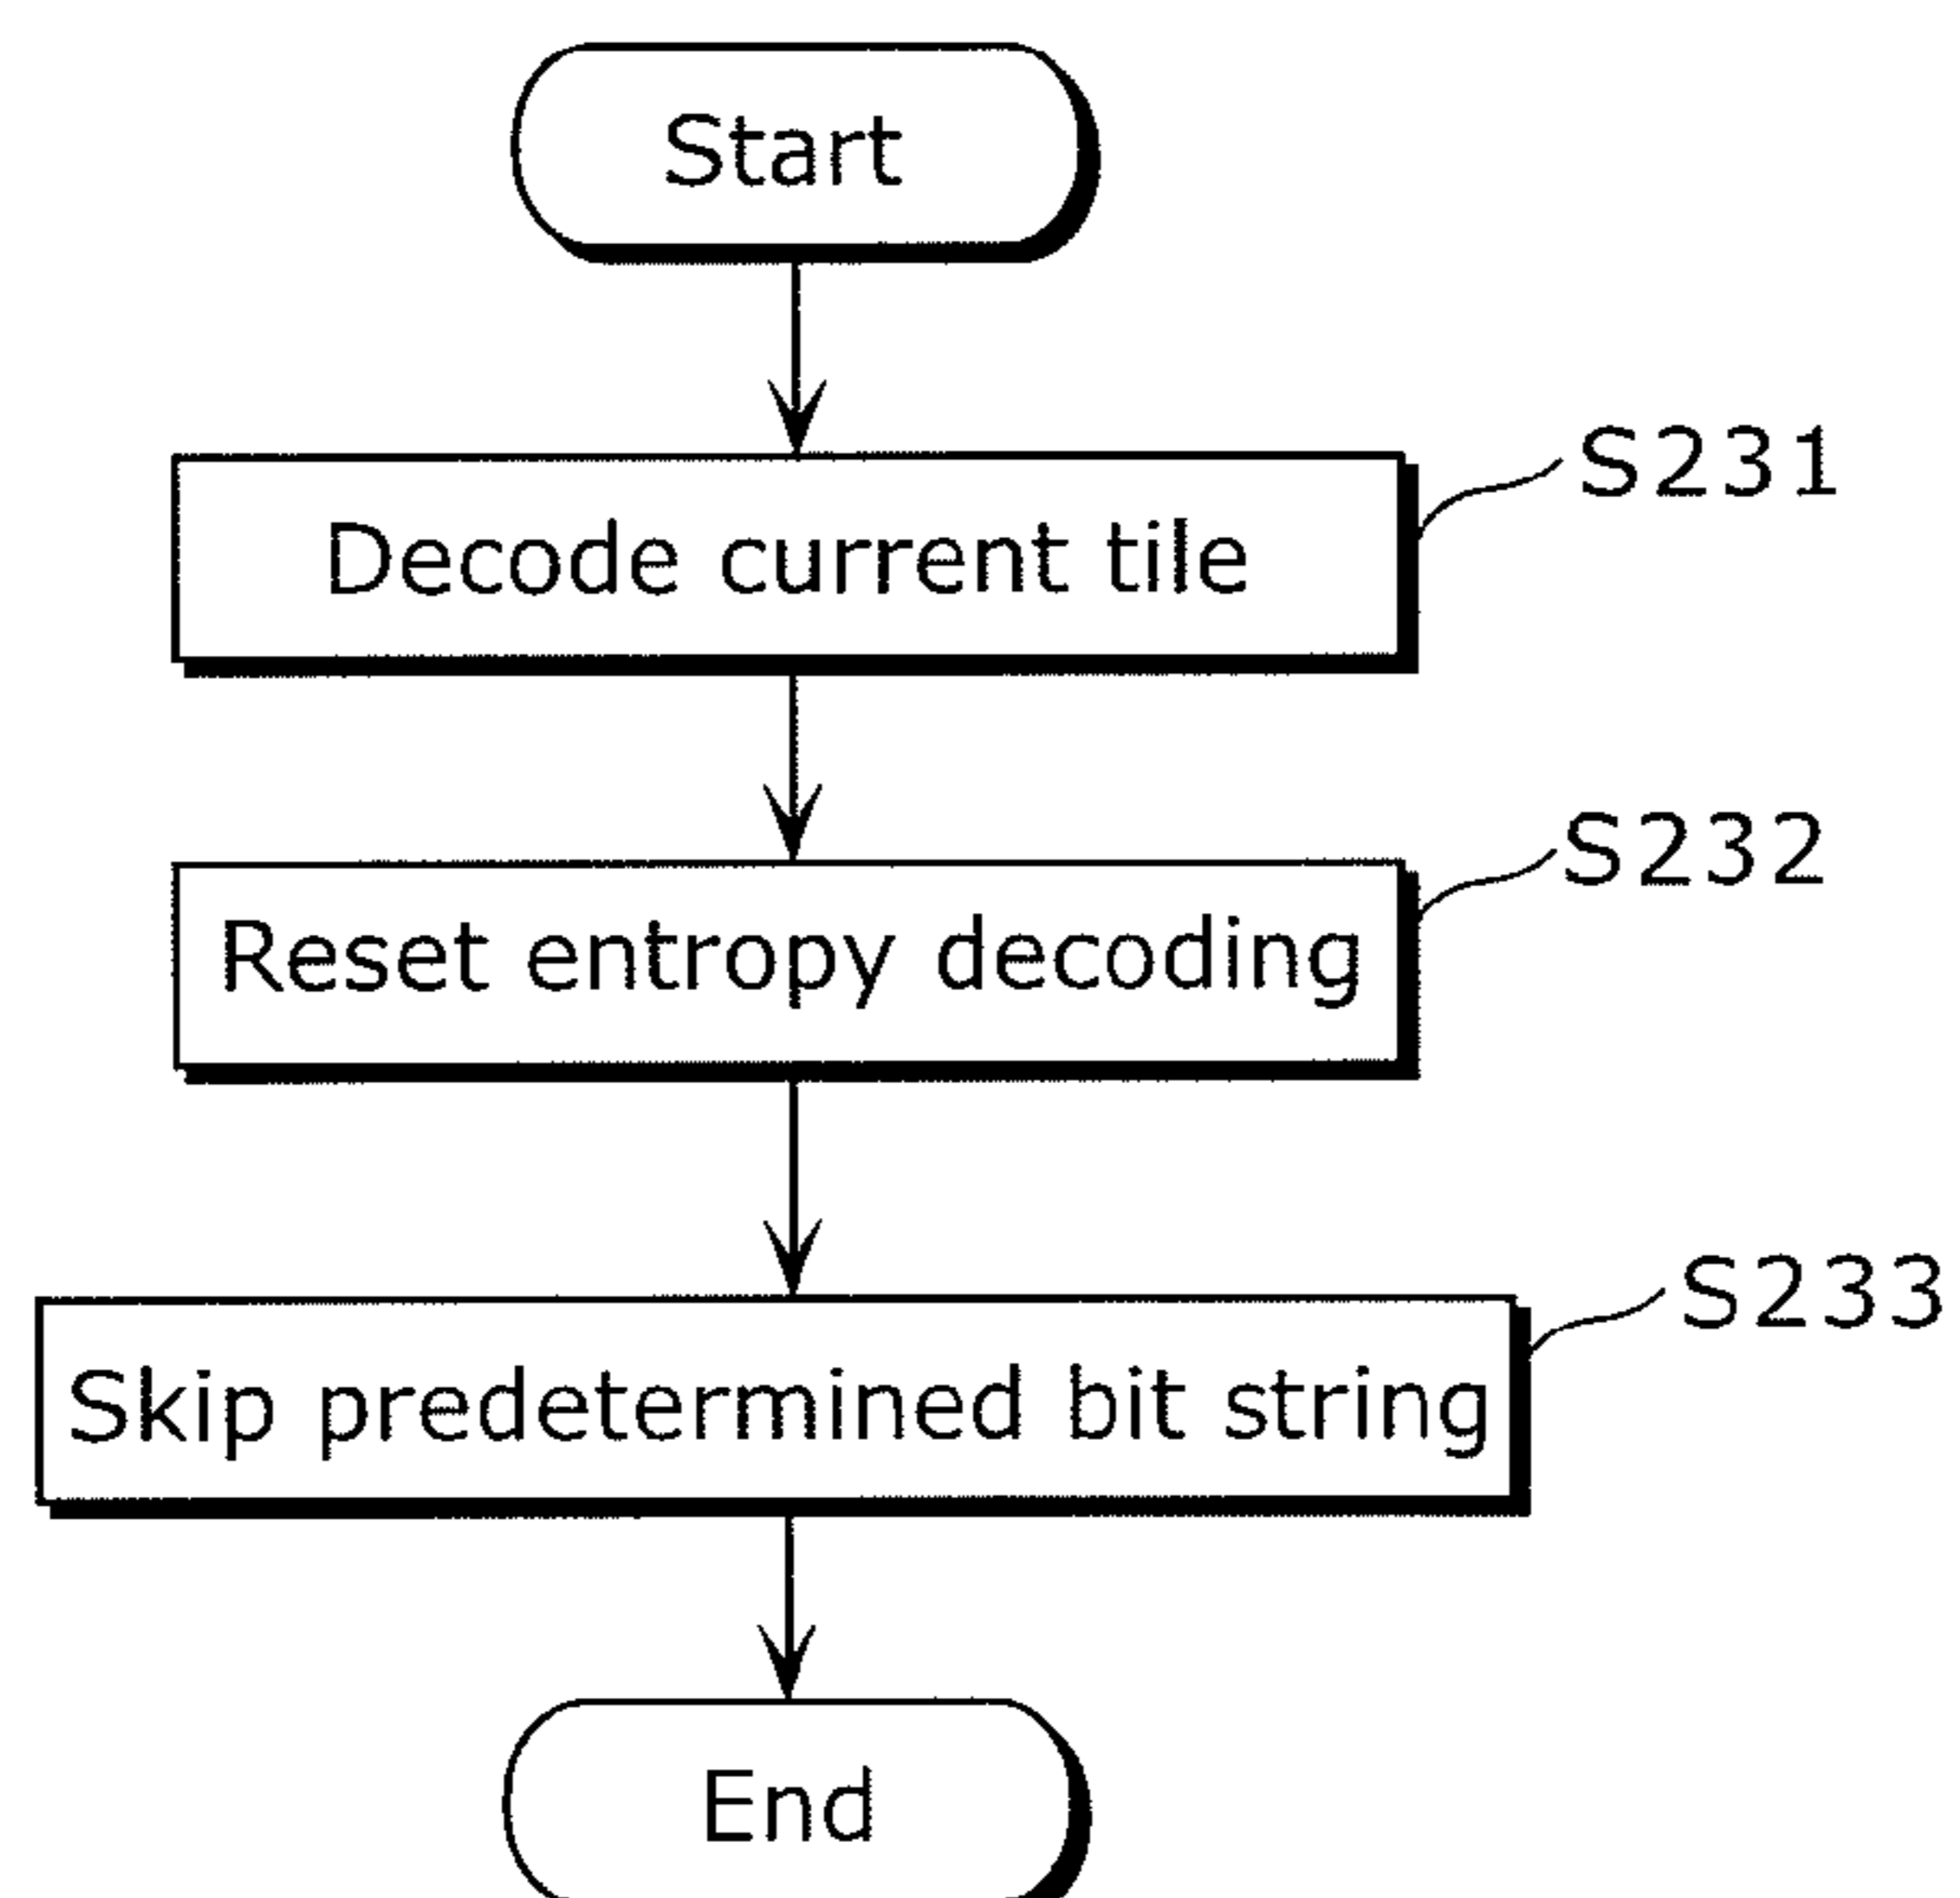 Start
S231
Decode current tile
S232
Reset entropy decoding
S233
Skip predetermined bit string
End